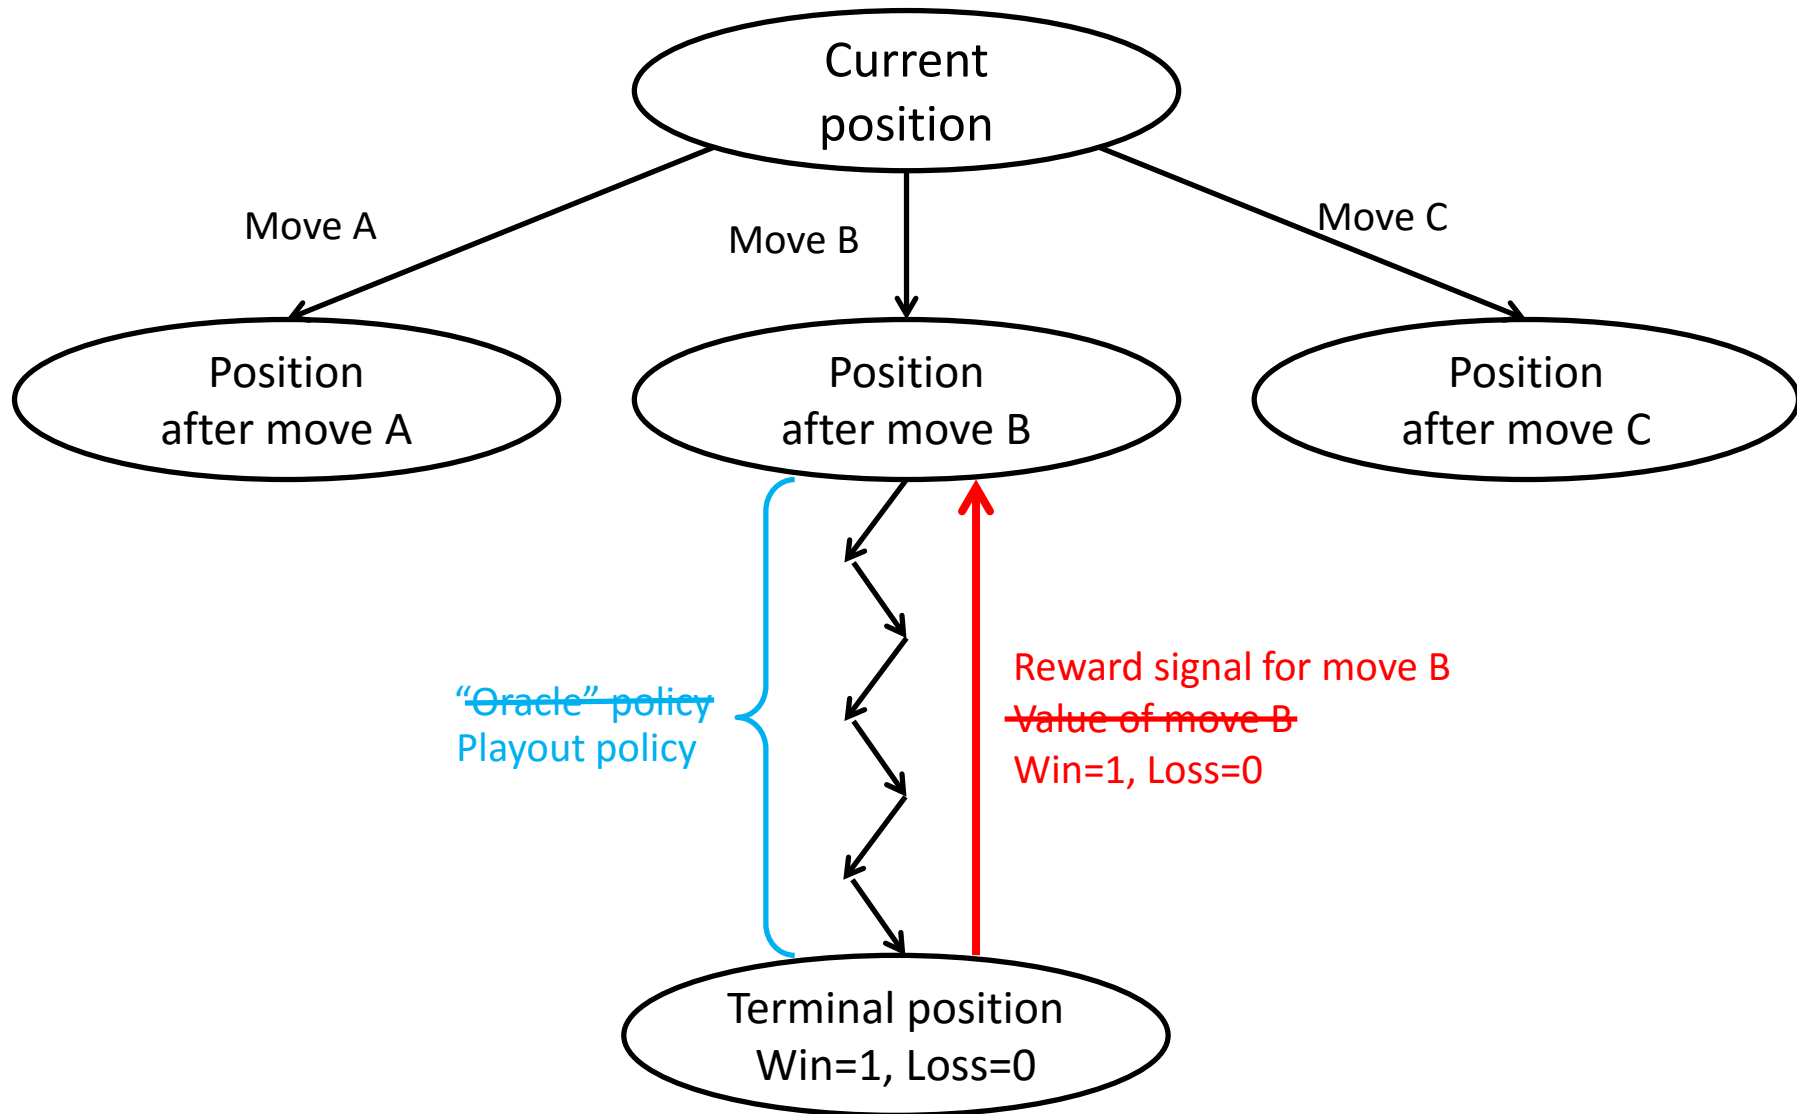 Current
position
Move A
Move B
Move C
Position
after move A
Position
after move B
Position
after move C
“Oracle” policy
Playout policy
Reward signal for move B
Value of move B
Win=1, Loss=0
Terminal position
Win=1, Loss=0